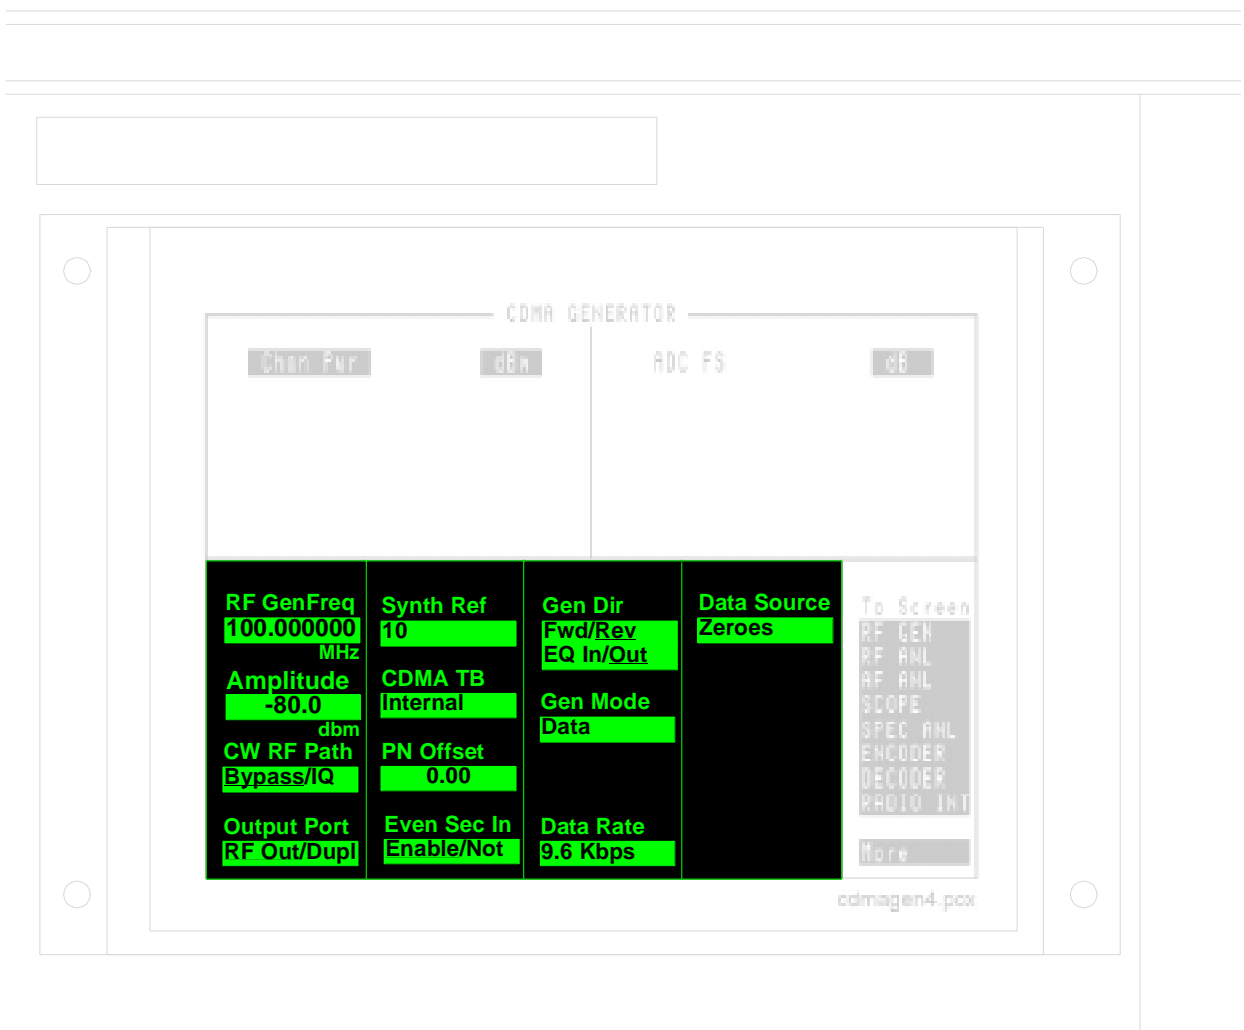 CDMA GENERATOR
Chan Pwr dBm ADC FS dB
RF GenFreq
100.000000
MHz
Amplitude
-80.0
dbm
CW RF Path
Bypass/IQ
Output Port
RF Out/Dupl
Synth Ref
10
CDMA TB
Internal
PN Offset
0.00
Even Sec In
Enable/Not
Gen Dir
Fwd/Rev
EQ In/Out
Gen Mode
Data
Data Rate
9.6 Kbps
Data Source
Zeroes
To Screen
RF GEN
RF ANL
AF ANL
SCOPE
SPEC ANL
ENCODER
DECODER
RADIO INT
More
cdmagen4.pcx